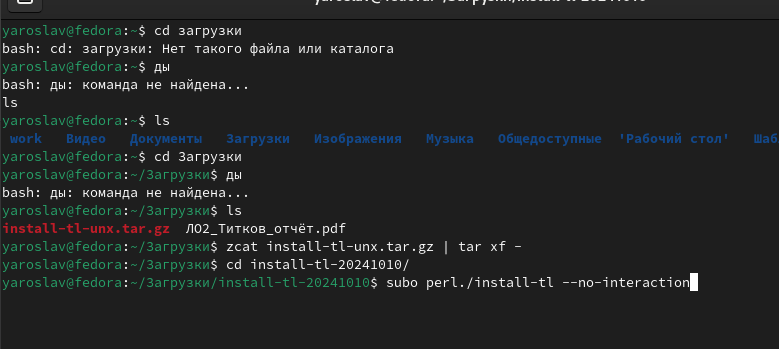 yaroslav@fedora:~$ cd загрузки
bash: cd: загрузки: Нет такого файла или каталога
yaroslav@fedora:~$ ды
bash: ды: команда не найдена...
ls
yaroslav@fedora:~$ ls
work Видео Документы Загрузки Изображения Музыка Общедоступные 'Рабочий стол' Шаб
yaroslav@fedora:~$ cd Загрузки
yaroslav@fedora:~/Загрузки$ ды
bash: ды: команда не найдена...
yaroslav@fedora:~/Загрузки$ ls
install-tl-unx.tar.gz ЛО2_Титков_отчёт.pdf
yaroslav@fedora:~/Загрузки$ zcat install-tl-unx.tar.gz | tar xf -
yaroslav@fedora:~/Загрузки$ cd install-tl-20241010/
yaroslav@fedora:~/Загрузки/install-tl-20241010$ subo perl./install-tl --no-interaction